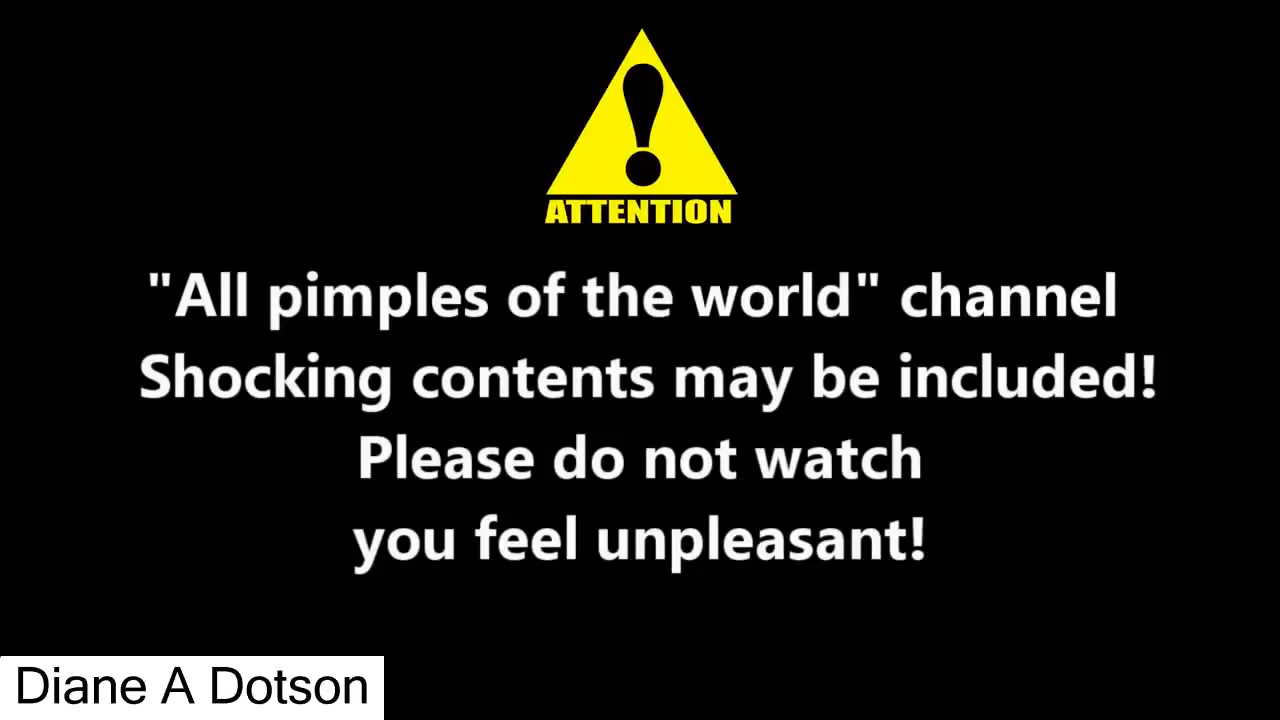 ATTENTION
"All pimples of the world" channel
Shocking contents may be included!
Please do not watch
you feel unpleasant!
Diane A Dotson